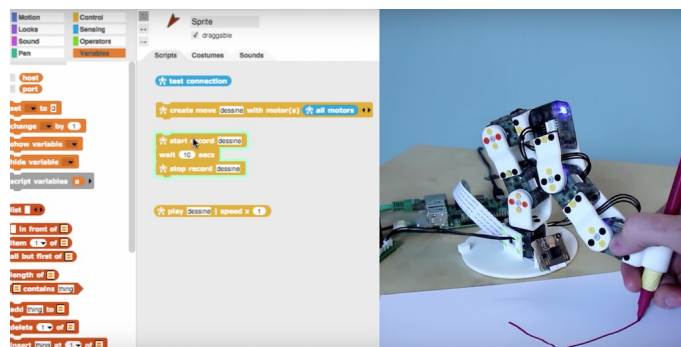 Motion
Control
Looks
Sensing
Sound
Operators
Pen
Variables
host
port
set to 0
change by 1
show variable
hide variable
script variables a
list
in front of
item 1 of
all but first of
length of
contains thing
add thing to
delete 1 of
insert thing at 1 of
Sprite
draggable
Scripts Costumes Sounds
test connection
create move dessine with motor(s) all motors
start record dessine
wait 10 secs
stop record dessine
play dessine | speed x 1